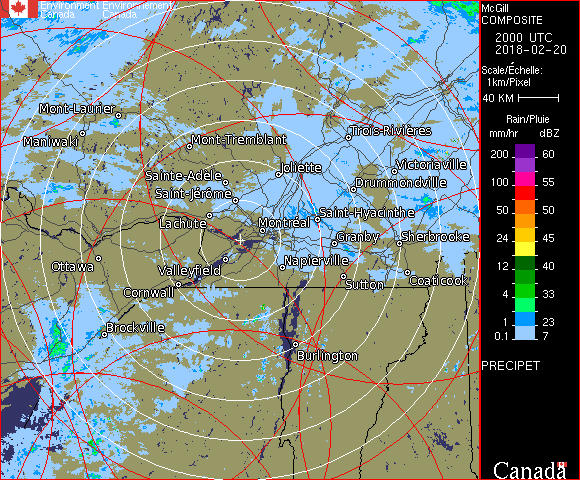 Environment Environnement
Canada Canada
Mont-Laurier
Maniwaki
Mont-Tremblant
Trois-Rivières
Joliette
Victoriaville
Sainte-Adèle
Drummondville
Saint-Jérôme
Saint-Hyacinthe
Lachute
Montréal
Granby
Sherbrooke
Ottawa
Valleyfield
Napierville
Cornwall
Sutton
Coaticook
Brockville
Burlington
McGill
COMPOSITE
2000 UTC
2018-02-20
Scale/Échelle:
1km/Pixel
40 KM
Rain/Pluie
mm/hr dBZ
200 60
100 55
50 50
24 45
12 40
4 33
1 23
0.1 7
PRECIPET
Canada